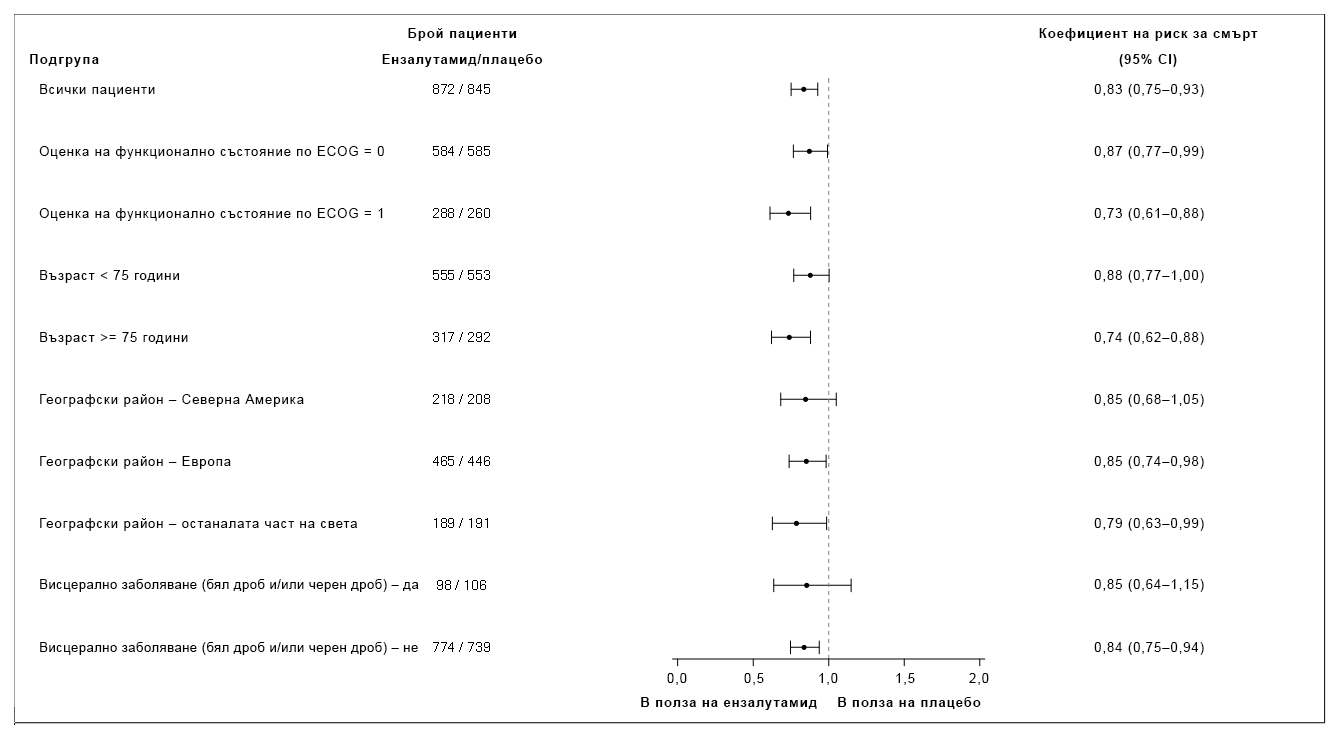 Брой пациенти Коефициент на риск за смърт
Подгрупа Ензалутамид/плацебо (95% CI)
Всички пациенти 872 / 845 0,83 (0,75–0,93)
Оценка на функционално състояние по ECOG = 0 584 / 585 0,87 (0,77–0,99)
Оценка на функционално състояние по ECOG = 1 288 / 260 0,73 (0,61–0,88)
Възраст < 75 години 555 / 553 0,88 (0,77–1,00)
Възраст >= 75 години 317 / 292 0,74 (0,62–0,88)
Географски район – Северна Америка 218 / 208 0,85 (0,68–1,05)
Географски район – Европа 465 / 446 0,85 (0,74–0,98)
Географски район – останалата част на света 189 / 191 0,79 (0,63–0,99)
Висцерално заболяване (бял дроб и/или черен дроб) – да 98 / 106 0,85 (0,64–1,15)
Висцерално заболяване (бял дроб и/или черен дроб) – не 774 / 739 0,84 (0,75–0,94)
0,0 0,5 1,0 1,5 2,0
В полза на ензалутамид В полза на плацебо